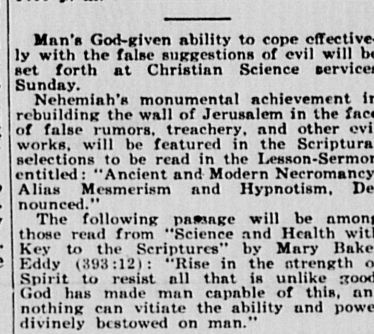 Man's God-given ability to cope effective-
ly with the false suggestions of evil will be
set forth at Christian Science services
Sunday.
Nehemiah's monumental achievement in
rebuilding the wall of Jerusalem in the face
of false rumors, treachery, and other evi
works, will be featured in the Scriptura
selections to be read in the Lesson-Sermon
entitled: "Ancient and Modern Necromancy
Alias Mesmerism and Hypnotism, De
nounced."
The following passage will be among
those read from "Science and Health with
Key to the Scriptures" by Mary Bake
Eddy (393:12): "Rise in the strength o
Spirit to resist all that is unlike good
God has made man capable of this, an
nothing can vitiate the ability and powe
divinely bestowed on man."